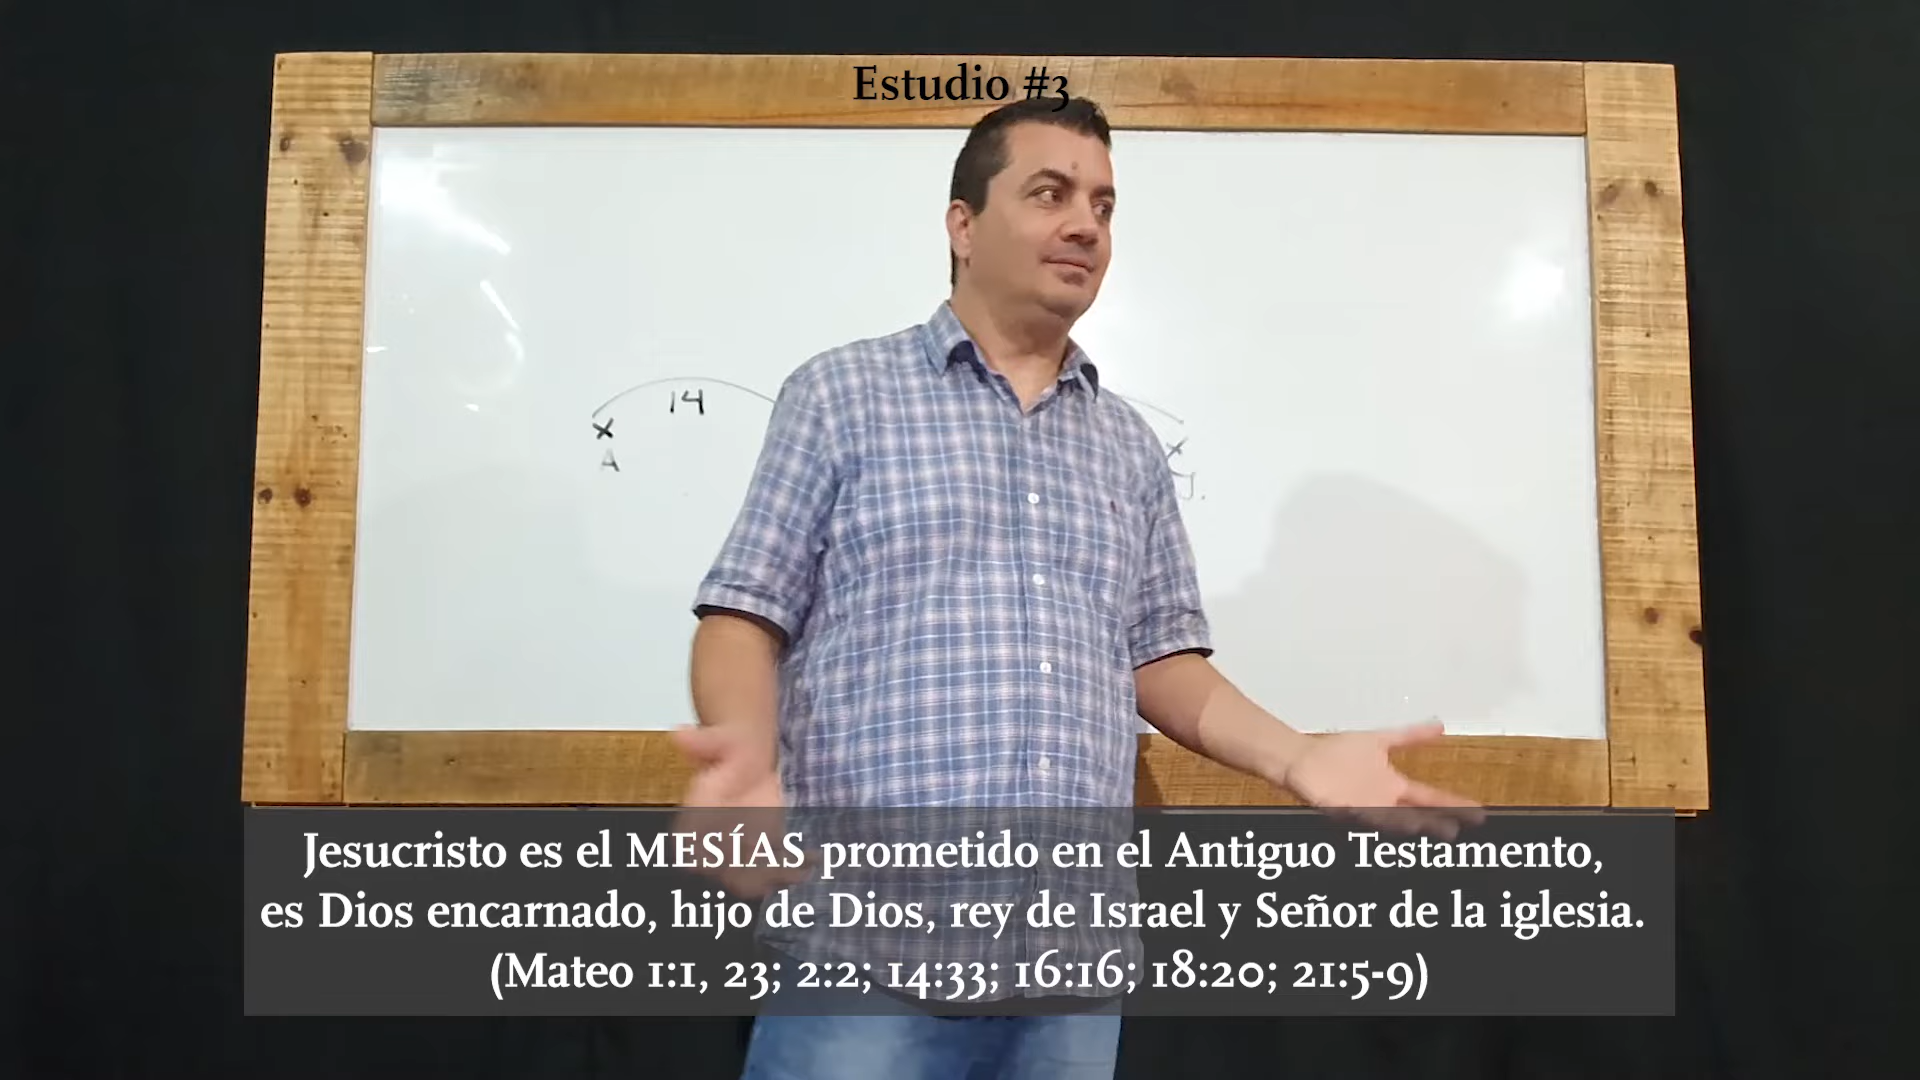 Estudio #3
14
x
x
A
J.
Jesucristo es el MESÍAS prometido en el Antiguo Testamento,
es Dios encarnado, hijo de Dios, rey de Israel y Señor de la iglesia.
(Mateo 1:1, 23; 2:2; 14:33; 16:16; 18:20; 21:5-9)